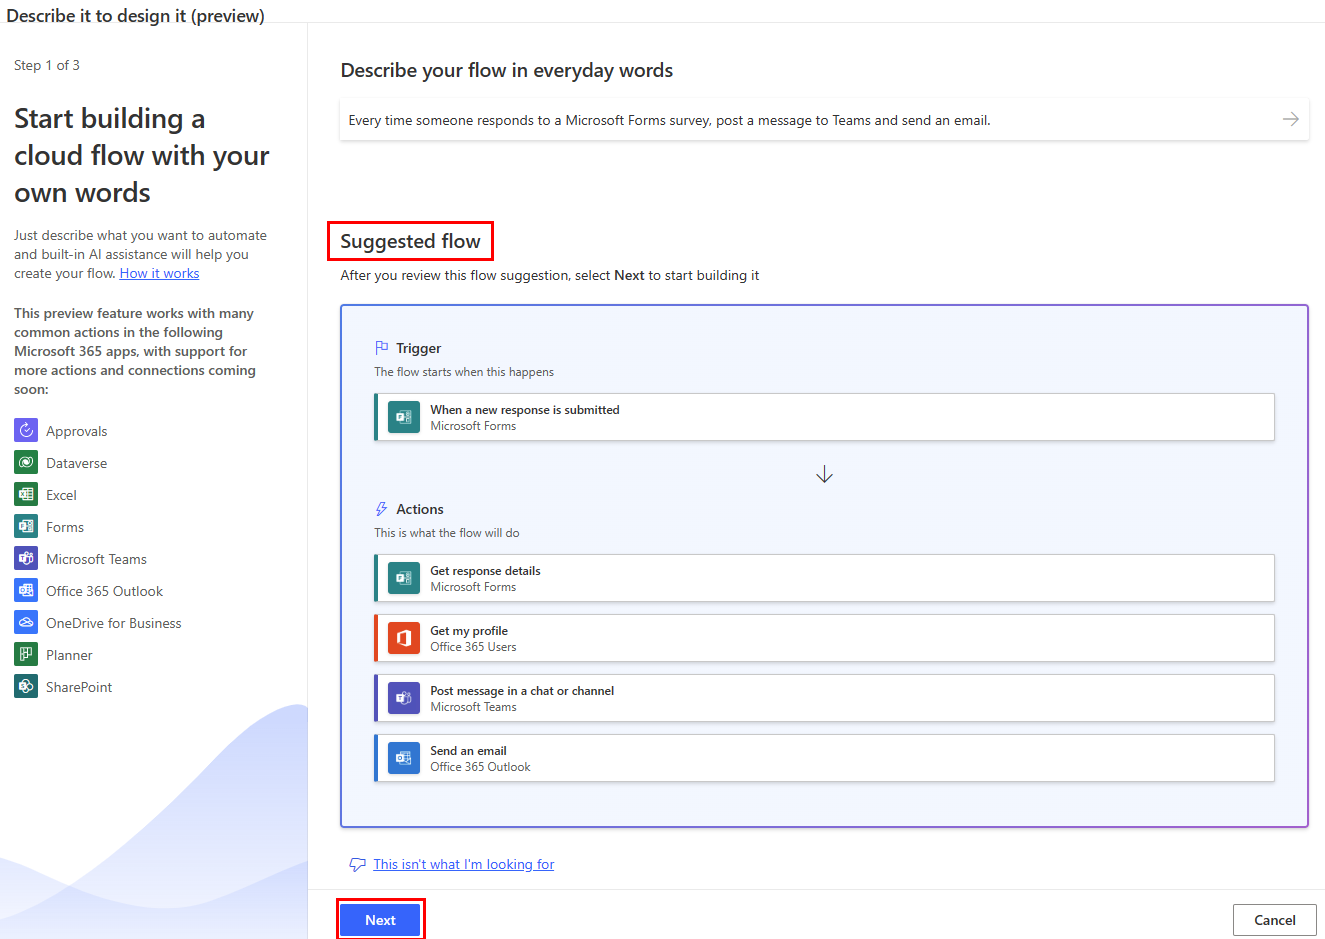 Describe it to design it (preview)
Step 1 of 3
Start building a
cloud flow with your
own words
Just describe what you want to automate
and built-in AI assistance will help you
create your flow. How it works
This preview feature works with many
common actions in the following
Microsoft 365 apps, with support for
more actions and connections coming
soon:
Approvals
Dataverse
Excel
Forms
Microsoft Teams
Office 365 Outlook
OneDrive for Business
Planner
SharePoint
Describe your flow in everyday words
Every time someone responds to a Microsoft Forms survey, post a message to Teams and send an email.
Suggested flow
After you review this flow suggestion, select Next to start building it
Trigger
The flow starts when this happens
When a new response is submitted
Microsoft Forms
Actions
This is what the flow will do
Get response details
Microsoft Forms
Get my profile
Office 365 Users
Post message in a chat or channel
Microsoft Teams
Send an email
Office 365 Outlook
This isn't what I'm looking for
Next
Cancel